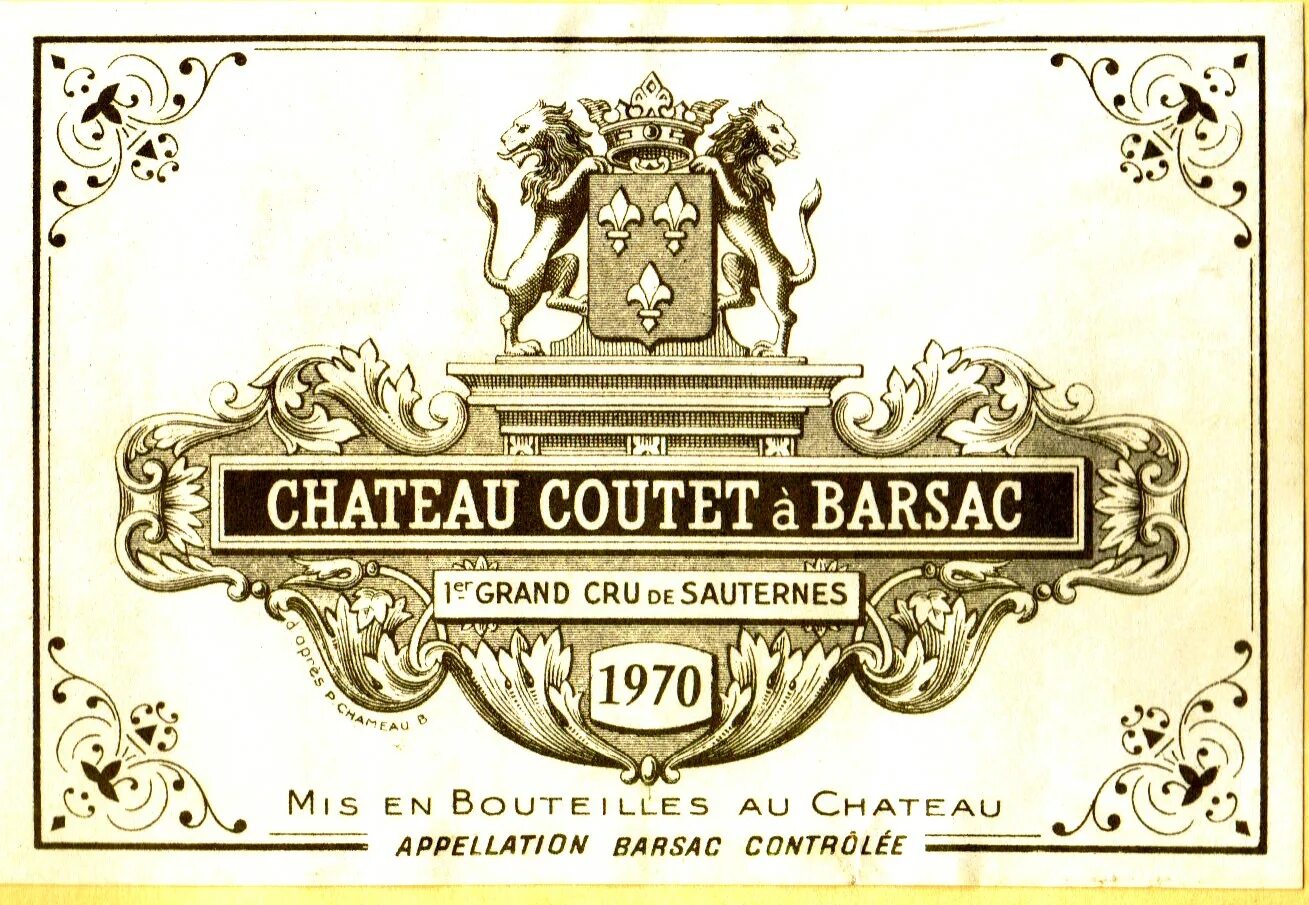 CHATEAU COUTET à BARSAC
1er GRAND CRU DE SAUTERNES
1970
d'après P. CHAMEAU B
MIS EN BOUTEILLES AU CHATEAU
APPELLATION BARSAC CONTRÔLÉE